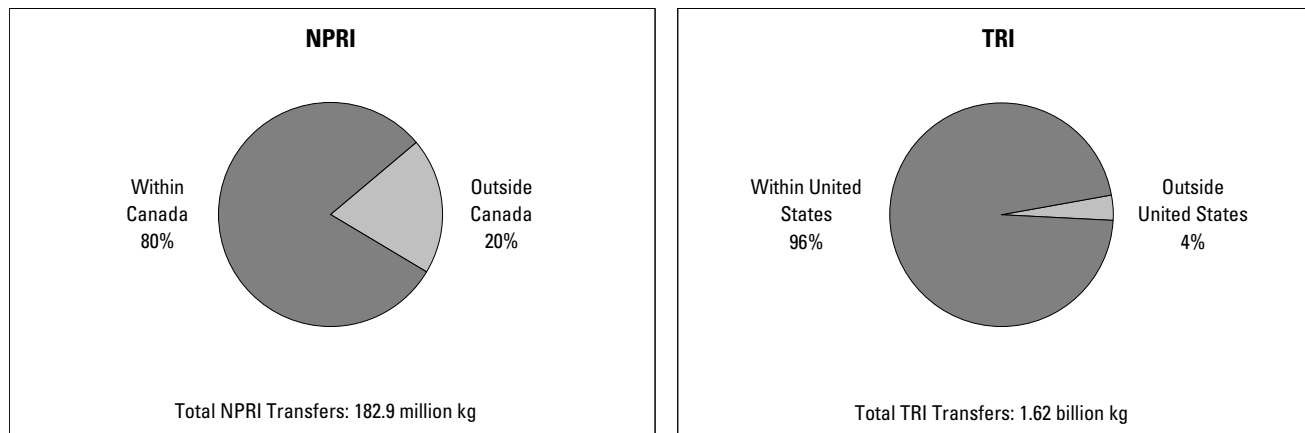 NPRI
Within
Canada
80%
Outside
Canada
20%
Total NPRI Transfers: 182.9 million kg
TRI
Within United
States
96%
Outside
United States
4%
Total TRI Transfers: 1.62 billion kg